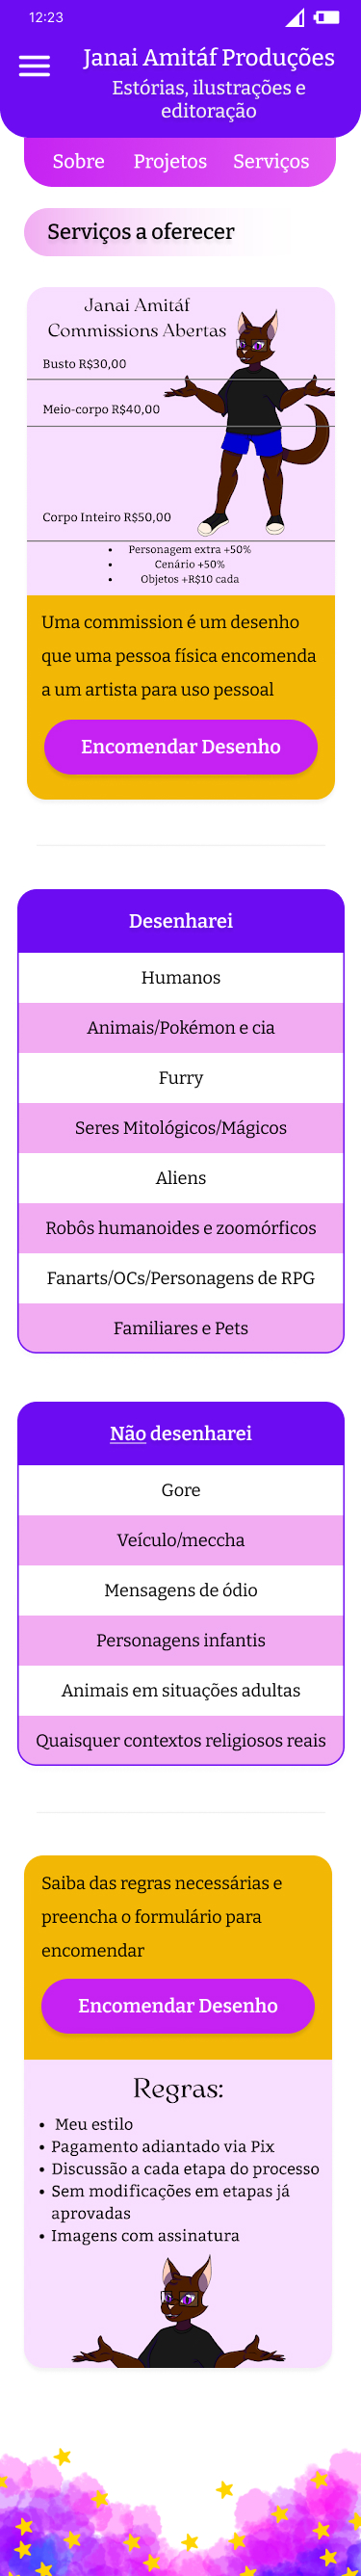 12:23
Janai Amitáf Produções
Estórias, ilustrações e
editoração
Sobre Projetos Serviços
Serviços a oferecer
Janai Amitáf
Commissions Abertas
Busto R$30,00
Meio-corpo R$40,00
Corpo Inteiro R$50,00
• Personagem extra +50%
• Cenário +50%
• Objetos +R$10 cada
Uma commission é um desenho
que uma pessoa física encomenda
a um artista para uso pessoal
Encomendar Desenho
Desenharei
Humanos
Animais/Pokémon e cia
Furry
Seres Mitológicos/Mágicos
Aliens
Robôs humanoides e zoomórficos
Fanarts/OCs/Personagens de RPG
Familiares e Pets
Não desenharei
Gore
Veículo/meccha
Mensagens de ódio
Personagens infantis
Animais em situações adultas
Quaisquer contextos religiosos reais
Saiba das regras necessárias e
preencha o formulário para
encomendar
Encomendar Desenho
Regras:
• Meu estilo
• Pagamento adiantado via Pix
• Discussão a cada etapa do processo
• Sem modificações em etapas já
aprovadas
• Imagens com assinatura